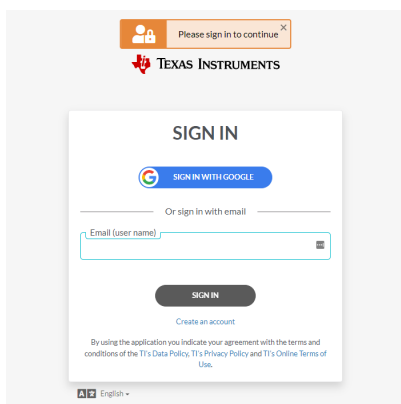 Please sign in to continue
TEXAS INSTRUMENTS
SIGN IN
SIGN IN WITH GOOGLE
Or sign in with email
Email (user name)
SIGN IN
Create an account
By using the application you indicate your agreement with the terms and
conditions of the TI's Data Policy, TI's Privacy Policy and TI's Online Terms of
Use.
English